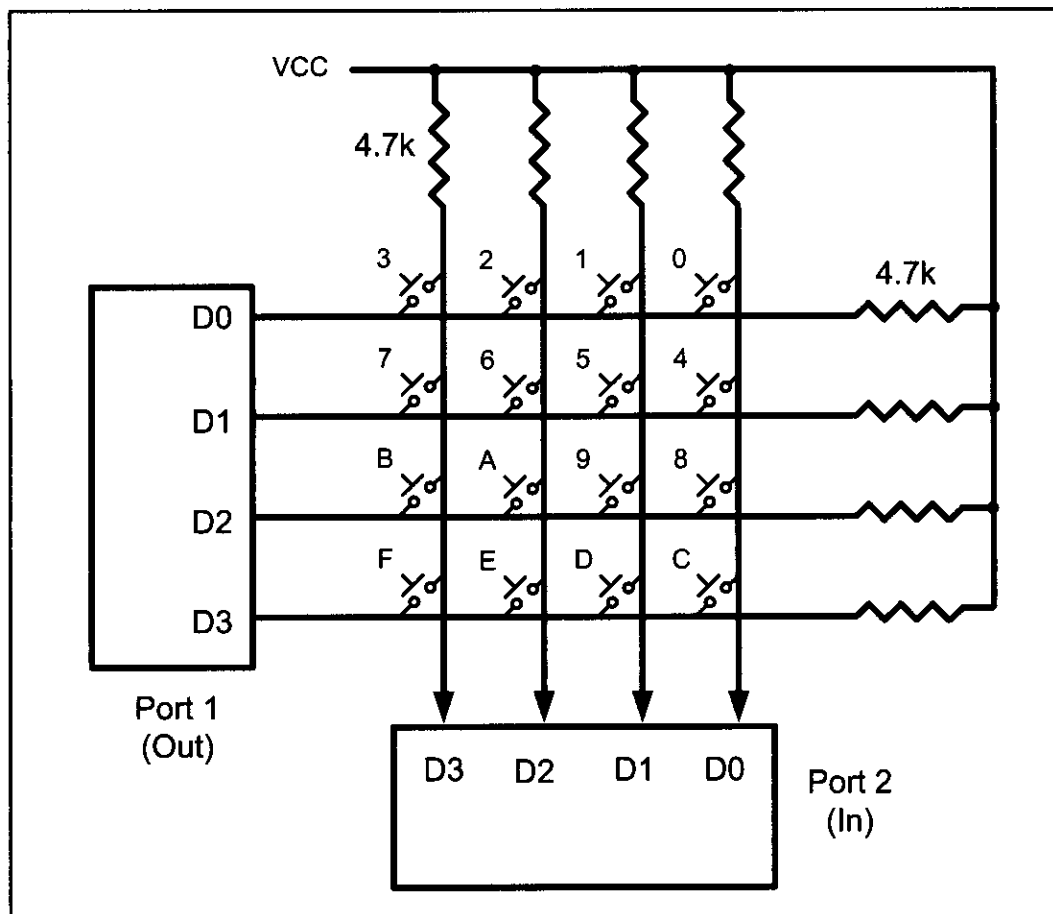 VCC
4.7k
3 2 1 0
4.7k
D0
7 6 5 4
D1
B A 9 8
D2
F E D C
D3
Port 1
(Out)
D3 D2 D1 D0
Port 2
(In)